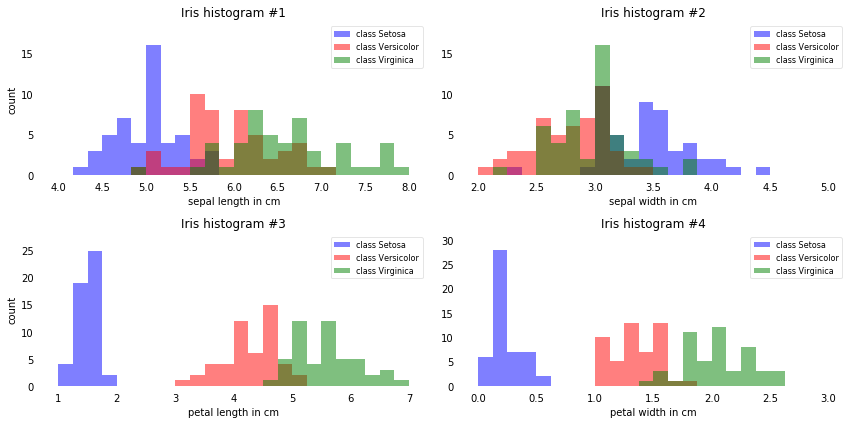 Iris histogram #1
class Setosa
class Versicolor
class Virginica
15
10
5
0
count
4.0 4.5 5.0 5.5 6.0 6.5 7.0 7.5 8.0
sepal length in cm
Iris histogram #2
class Setosa
class Versicolor
class Virginica
15
10
5
0
2.0 2.5 3.0 3.5 4.0 4.5 5.0
sepal width in cm
Iris histogram #3
class Setosa
class Versicolor
class Virginica
25
20
15
10
5
0
count
1 2 3 4 5 6 7
petal length in cm
Iris histogram #4
class Setosa
class Versicolor
class Virginica
30
25
20
15
10
5
0
0.0 0.5 1.0 1.5 2.0 2.5 3.0
petal width in cm